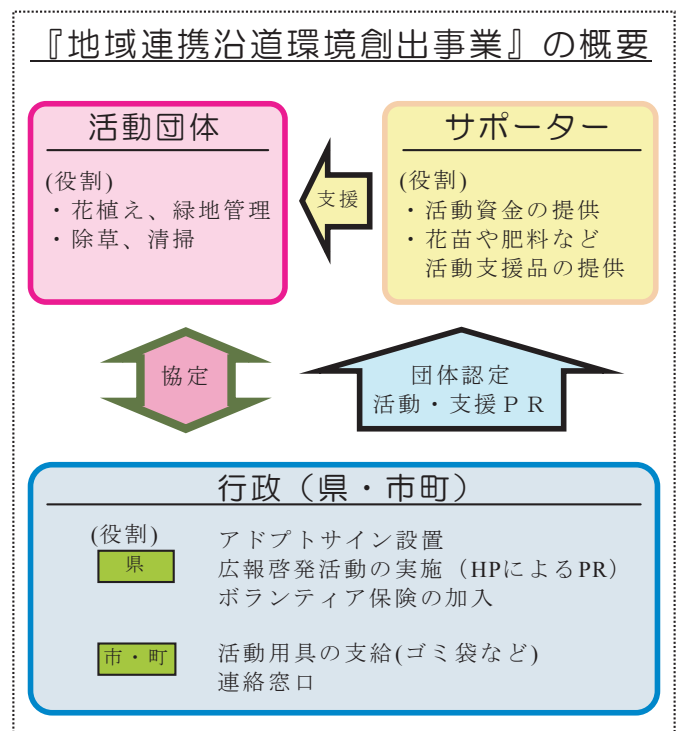 『地域連携沿道環境創出事業』の概要
活動団体
(役割)
・花植え、緑地管理
・除草、清掃
支援
サポーター
(役割)
・活動資金の提供
・花苗や肥料など
活動支援品の提供
協定
団体認定
活動・支援ＰＲ
行政（県・市町）
(役割)
県
アドプトサイン設置
広報啓発活動の実施（HPによるPR）
ボランティア保険の加入
市・町
活動用具の支給(ゴミ袋など)
連絡窓口